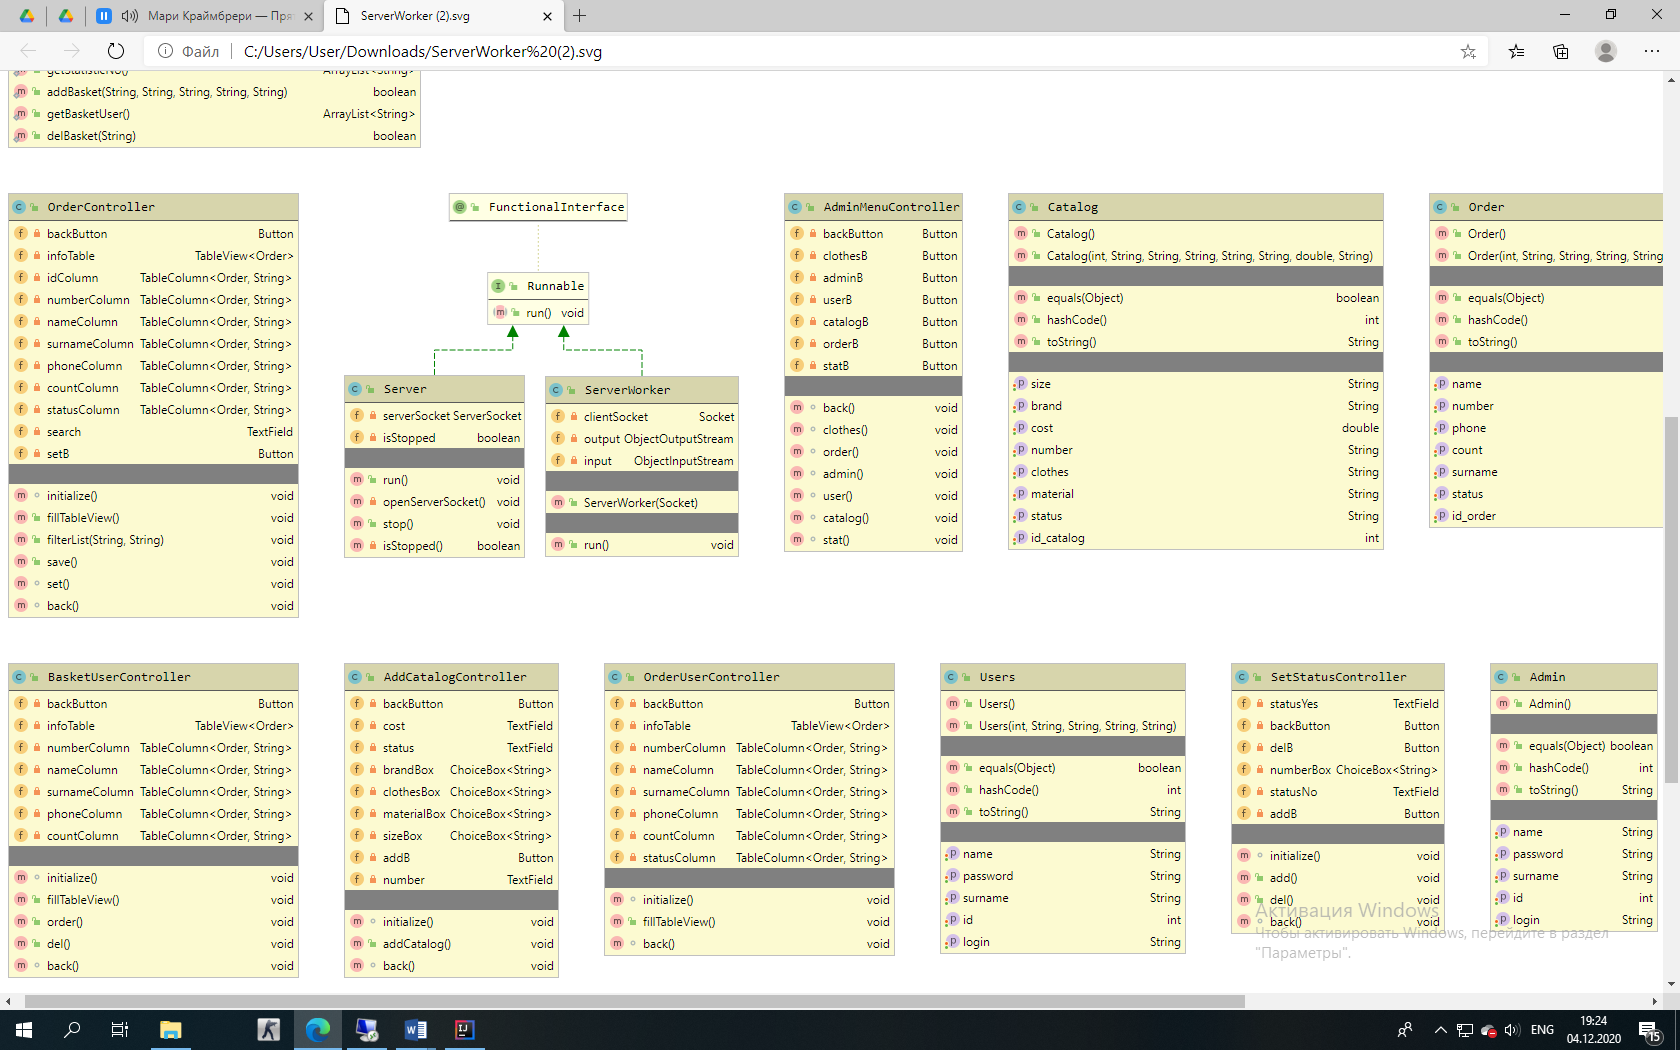 Мари Краймбрери — Пря
ServerWorker (2).svg
Файл
C:/Users/User/Downloads/ServerWorker%20(2).svg
getStatisticNo() ArrayList<String>
addBasket(String, String, String, String, String) boolean
getBasketUser() ArrayList<String>
delBasket(String) boolean
OrderController
backButton Button
infoTable TableView<Order>
idColumn TableColumn<Order, String>
numberColumn TableColumn<Order, String>
nameColumn TableColumn<Order, String>
surnameColumn TableColumn<Order, String>
phoneColumn TableColumn<Order, String>
countColumn TableColumn<Order, String>
statusColumn TableColumn<Order, String>
search TextField
setB Button
initialize() void
fillTableView() void
filterList(String, String) void
save() void
set() void
back() void
FunctionalInterface
Runnable
run() void
Server
serverSocket ServerSocket
isStopped boolean
run() void
openServerSocket() void
stop() void
isStopped() boolean
ServerWorker
clientSocket Socket
output ObjectOutputStream
input ObjectInputStream
ServerWorker(Socket)
run() void
AdminMenuController
backButton Button
clothesB Button
adminB Button
userB Button
catalogB Button
orderB Button
statB Button
back() void
clothes() void
order() void
admin() void
user() void
catalog() void
stat() void
Catalog
Catalog()
Catalog(int, String, String, String, String, String, double, String)
equals(Object) boolean
hashCode() int
toString() String
size String
brand String
cost double
number String
clothes String
material String
status String
id_catalog int
Order
Order()
Order(int, String, String, String, String
equals(Object)
hashCode()
toString()
name
number
phone
count
surname
status
id_order
BasketUserController
backButton Button
infoTable TableView<Order>
numberColumn TableColumn<Order, String>
nameColumn TableColumn<Order, String>
surnameColumn TableColumn<Order, String>
phoneColumn TableColumn<Order, String>
countColumn TableColumn<Order, String>
initialize() void
fillTableView() void
order() void
del() void
back() void
AddCatalogController
backButton Button
cost TextField
status TextField
brandBox ChoiceBox<String>
clothesBox ChoiceBox<String>
materialBox ChoiceBox<String>
sizeBox ChoiceBox<String>
addB Button
number TextField
initialize() void
addCatalog() void
back() void
OrderUserController
backButton Button
infoTable TableView<Order>
numberColumn TableColumn<Order, String>
nameColumn TableColumn<Order, String>
surnameColumn TableColumn<Order, String>
phoneColumn TableColumn<Order, String>
countColumn TableColumn<Order, String>
statusColumn TableColumn<Order, String>
initialize() void
fillTableView() void
back() void
Users
Users()
Users(int, String, String, String, String)
equals(Object) boolean
hashCode() int
toString() String
name String
password String
surname String
id int
login String
SetStatusController
statusYes TextField
backButton Button
delB Button
numberBox ChoiceBox<String>
statusNo TextField
addB Button
initialize() void
add() void
del() void
back() void
Admin
Admin()
equals(Object) boolean
hashCode() int
toString() String
name String
password String
surname String
id int
login String
Активация Windows
Чтобы активировать Windows, перейдите в раздел
"Параметры".
ENG
19:24
04.12.2020
15